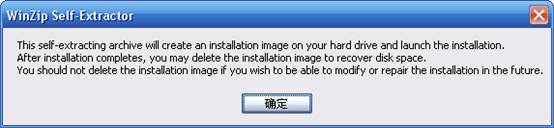 WinZip Self-Extractor
This self-extracting archive will create an installation image on your hard drive and launch the installation.
After installation completes, you may delete the installation image to recover disk space.
You should not delete the installation image if you wish to be able to modify or repair the installation in the future.
确定